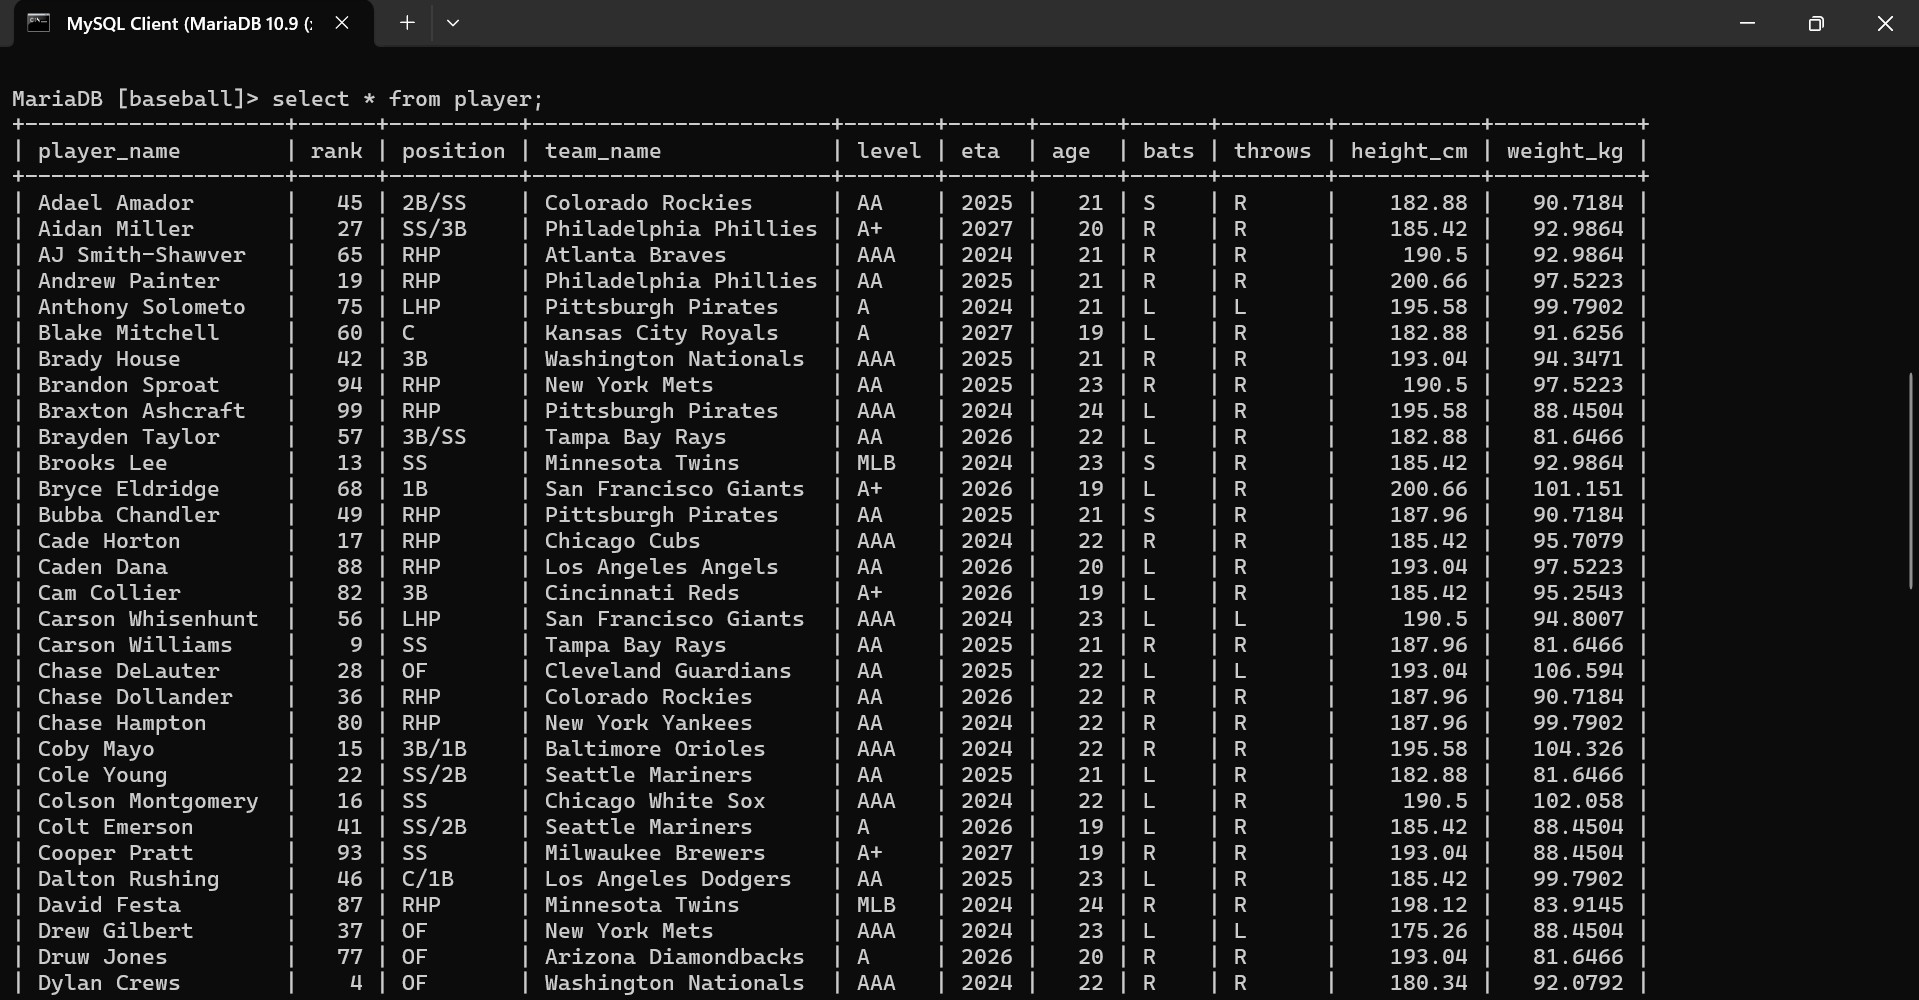 MySQL Client (MariaDB 10.9 (
MariaDB [baseball]> select * from player;
+--------------------+------+----------+-----------------------+-------+------+------+------+--------+-----------+-----------+
| player_name        | rank | position | team_name             | level | eta  | age  | bats | throws | height_cm | weight_kg |
+--------------------+------+----------+-----------------------+-------+------+------+------+--------+-----------+-----------+
| Adael Amador       |   45 | 2B/SS    | Colorado Rockies      | AA    | 2025 |   21 | S    | R      |    182.88 |   90.7184 |
| Aidan Miller       |   27 | SS/3B    | Philadelphia Phillies | A+    | 2027 |   20 | R    | R      |    185.42 |   92.9864 |
| AJ Smith-Shawver   |   65 | RHP      | Atlanta Braves        | AAA   | 2024 |   21 | R    | R      |     190.5 |   92.9864 |
| Andrew Painter     |   19 | RHP      | Philadelphia Phillies | AA    | 2025 |   21 | R    | R      |    200.66 |   97.5223 |
| Anthony Solometo   |   75 | LHP      | Pittsburgh Pirates    | A     | 2024 |   21 | L    | L      |    195.58 |   99.7902 |
| Blake Mitchell     |   60 | C        | Kansas City Royals    | A     | 2027 |   19 | L    | R      |    182.88 |   91.6256 |
| Brady House        |   42 | 3B       | Washington Nationals  | AAA   | 2025 |   21 | R    | R      |    193.04 |   94.3471 |
| Brandon Sproat     |   94 | RHP      | New York Mets         | AA    | 2025 |   23 | R    | R      |     190.5 |   97.5223 |
| Braxton Ashcraft   |   99 | RHP      | Pittsburgh Pirates    | AAA   | 2024 |   24 | L    | R      |    195.58 |   88.4504 |
| Brayden Taylor     |   57 | 3B/SS    | Tampa Bay Rays        | AA    | 2026 |   22 | L    | R      |    182.88 |   81.6466 |
| Brooks Lee         |   13 | SS       | Minnesota Twins       | MLB   | 2024 |   23 | S    | R      |    185.42 |   92.9864 |
| Bryce Eldridge     |   68 | 1B       | San Francisco Giants  | A+    | 2026 |   19 | L    | R      |    200.66 |   101.151 |
| Bubba Chandler     |   49 | RHP      | Pittsburgh Pirates    | AA    | 2025 |   21 | S    | R      |    187.96 |   90.7184 |
| Cade Horton        |   17 | RHP      | Chicago Cubs          | AAA   | 2024 |   22 | R    | R      |    185.42 |   95.7079 |
| Caden Dana         |   88 | RHP      | Los Angeles Angels    | AA    | 2026 |   20 | L    | R      |    193.04 |   97.5223 |
| Cam Collier        |   82 | 3B       | Cincinnati Reds       | A+    | 2026 |   19 | L    | R      |    185.42 |   95.2543 |
| Carson Whisenhunt  |   56 | LHP      | San Francisco Giants  | AAA   | 2024 |   23 | L    | L      |     190.5 |   94.8007 |
| Carson Williams    |    9 | SS       | Tampa Bay Rays        | AA    | 2025 |   21 | R    | R      |    187.96 |   81.6466 |
| Chase DeLauter     |   28 | OF       | Cleveland Guardians   | AA    | 2025 |   22 | L    | L      |    193.04 |   106.594 |
| Chase Dollander    |   36 | RHP      | Colorado Rockies      | AA    | 2026 |   22 | R    | R      |    187.96 |   90.7184 |
| Chase Hampton      |   80 | RHP      | New York Yankees      | AA    | 2024 |   22 | R    | R      |    187.96 |   99.7902 |
| Coby Mayo          |   15 | 3B/1B    | Baltimore Orioles     | AAA   | 2024 |   22 | R    | R      |    195.58 |   104.326 |
| Cole Young         |   22 | SS/2B    | Seattle Mariners      | AA    | 2025 |   21 | L    | R      |    182.88 |   81.6466 |
| Colson Montgomery  |   16 | SS       | Chicago White Sox     | AAA   | 2024 |   22 | L    | R      |     190.5 |   102.058 |
| Colt Emerson       |   41 | SS/2B    | Seattle Mariners      | A     | 2026 |   19 | L    | R      |    185.42 |   88.4504 |
| Cooper Pratt       |   93 | SS       | Milwaukee Brewers     | A+    | 2027 |   19 | R    | R      |    193.04 |   88.4504 |
| Dalton Rushing     |   46 | C/1B     | Los Angeles Dodgers   | AA    | 2025 |   23 | L    | R      |    185.42 |   99.7902 |
| David Festa        |   87 | RHP      | Minnesota Twins       | MLB   | 2024 |   24 | R    | R      |    198.12 |   83.9145 |
| Drew Gilbert       |   37 | OF       | New York Mets         | AAA   | 2024 |   23 | L    | L      |    175.26 |   88.4504 |
| Druw Jones         |   77 | OF       | Arizona Diamondbacks  | A     | 2026 |   20 | R    | R      |    193.04 |   81.6466 |
| Dylan Crews        |    4 | OF       | Washington Nationals  | AAA   | 2024 |   22 | R    | R      |    180.34 |   92.0792 |